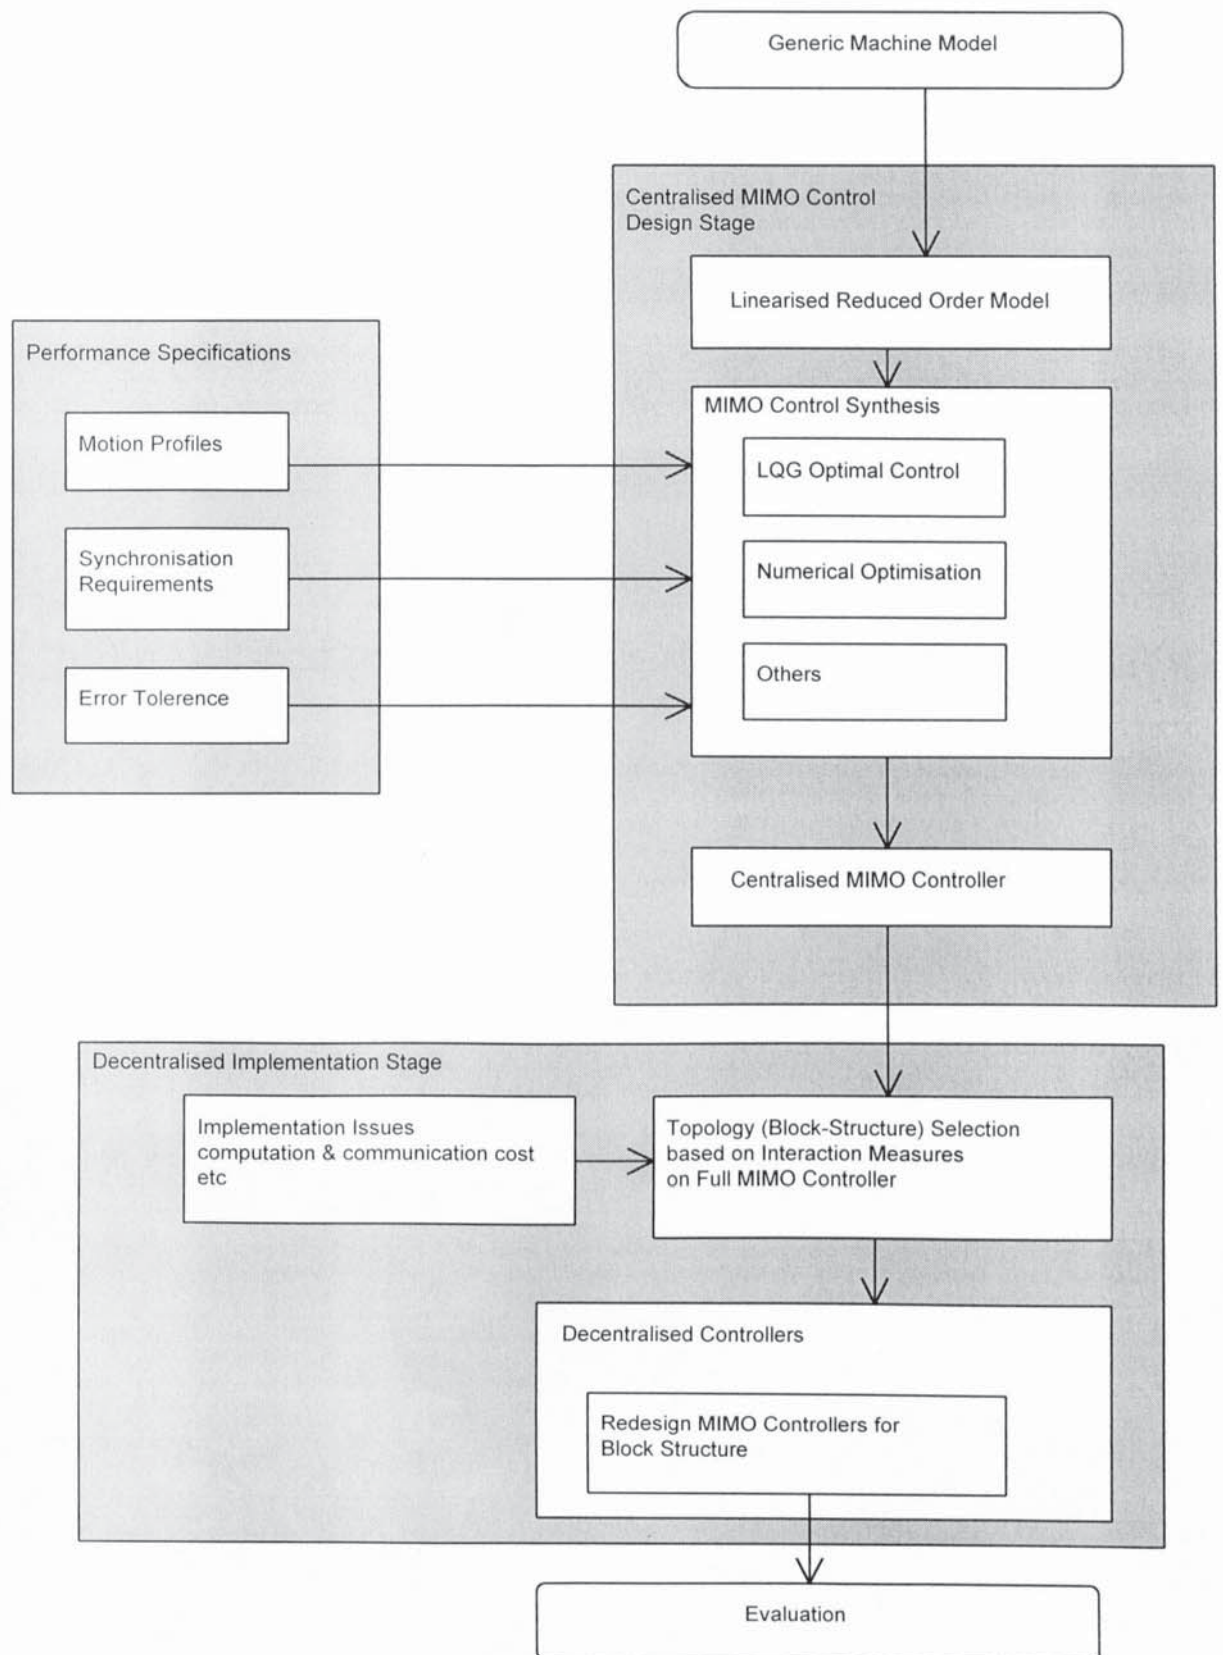 Generic Machine Model
Centralised MIMO Control
Design Stage
Linearised Reduced Order Model
Performance Specifications
Motion Profiles
Synchronisation
Requirements
Error Tolerence
MIMO Control Synthesis
LQG Optimal Control
Numerical Optimisation
Others
Centralised MIMO Controller
Decentralised Implementation Stage
Implementation Issues
computation & communication cost
etc
Topology (Block-Structure) Selection
based on Interaction Measures
on Full MIMO Controller
Decentralised Controllers
Redesign MIMO Controllers for
Block Structure
Evaluation